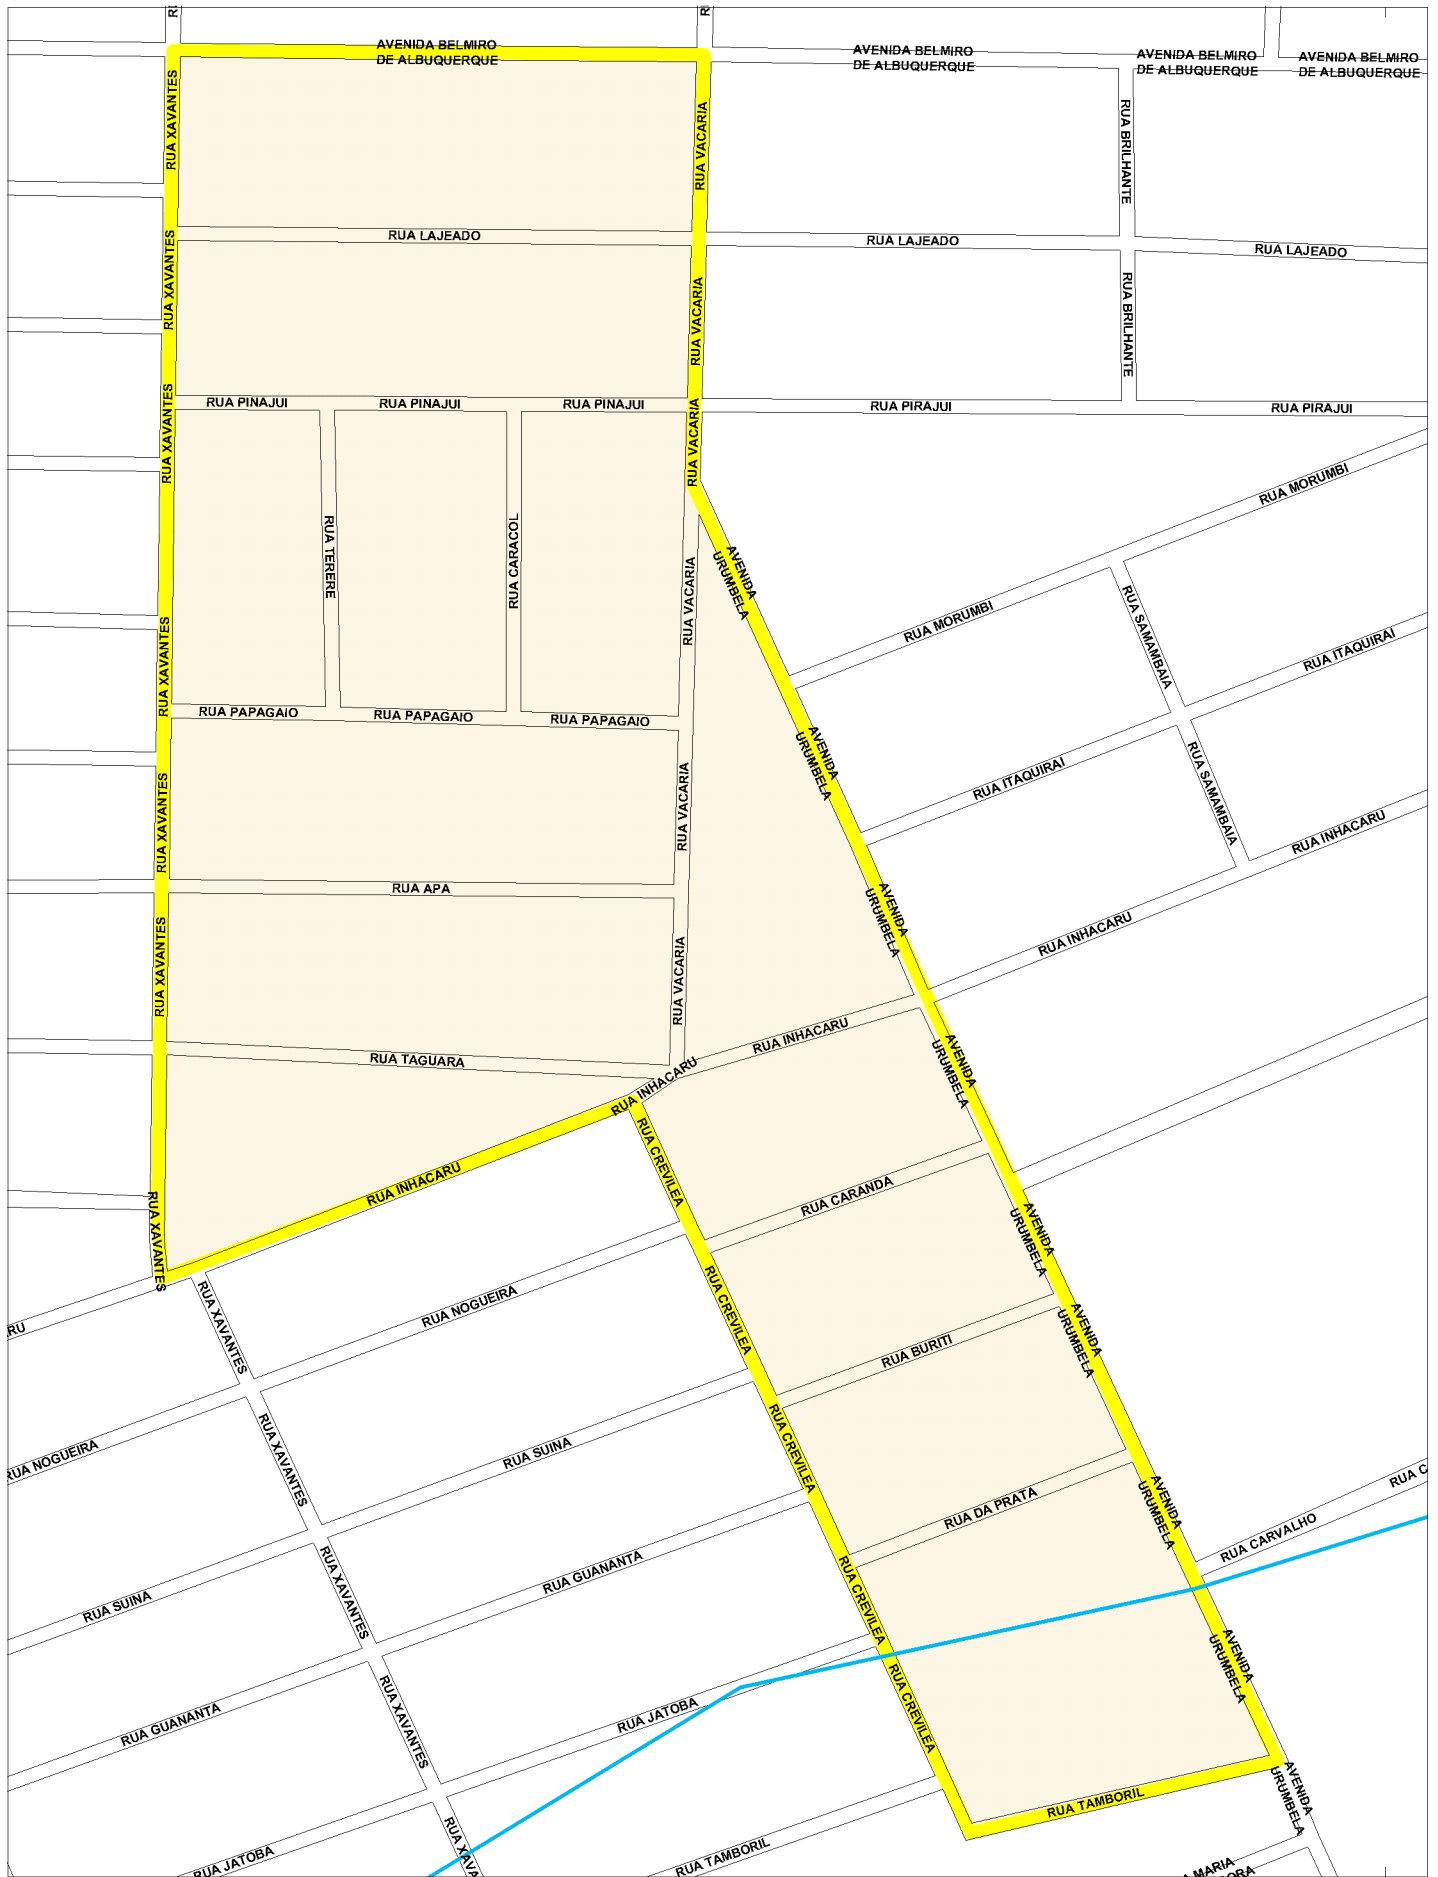 AVENIDA BELMIRO
DE ALBUQUERQUE
AVENIDA BELMIRO
DE ALBUQUERQUE
AVENIDA BELMIRO
DE ALBUQUERQUE
AVENIDA BELMIRO
DE ALBUQUERQUE
RUA XAVANTES
RUA VACARIA
RUA BRILHANTE
RUA LAJEADO
RUA LAJEADO
RUA LAJEADO
RUA XAVANTES
RUA VACARIA
RUA BRILHANTE
RUA PINAJUI
RUA PINAJUI
RUA PINAJUI
RUA PIRAJUI
RUA PIRAJUI
RUA XAVANTES
RUA VACARIA
RUA MORUMBI
RUA TERERE
RUA CARACOL
RUA VACARIA
AVENIDA
URUMBELA
RUA MORUMBI
RUA SAMAMBAIA
RUA ITAQUIRAI
RUA XAVANTES
RUA PAPAGAIO
RUA PAPAGAIO
RUA PAPAGAIO
AVENIDA
URUMBELA
RUA ITAQUIRAI
RUA SAMAMBAIA
RUA XAVANTES
RUA VACARIA
RUA INHACARU
RUA APA
AVENIDA
URUMBELA
RUA INHACARU
RUA XAVANTES
RUA VACARIA
RUA TAGUARA
RUA INHACARU
RUA INHACARU
AVENIDA
URUMBELA
RUA CREVILEA
RUA INHACARU
RUA CARANDA
RUA XAVANTES
AVENIDA
URUMBELA
RU
RUA XAVANTES
RUA NOGUEIRA
RUA CREVILEA
RUA BURITI
AVENIDA
URUMBELA
RUA NOGUEIRA
RUA XAVANTES
RUA SUINA
RUA CREVILEA
RUA DA PRATA
AVENIDA
URUMBELA
RUA C
RUA CARVALHO
RUA SUINA
RUA XAVANTES
RUA GUANANTA
RUA CREVILEA
RUA GUANANTA
RUA XAVANTES
RUA JATOBA
RUA CREVILEA
AVENIDA
URUMBELA
RUA TAMBORIL
AVENIDA
URUMBELA
RUA JATOBA
RUA XAVA
RUA TAMBORIL
MARIA